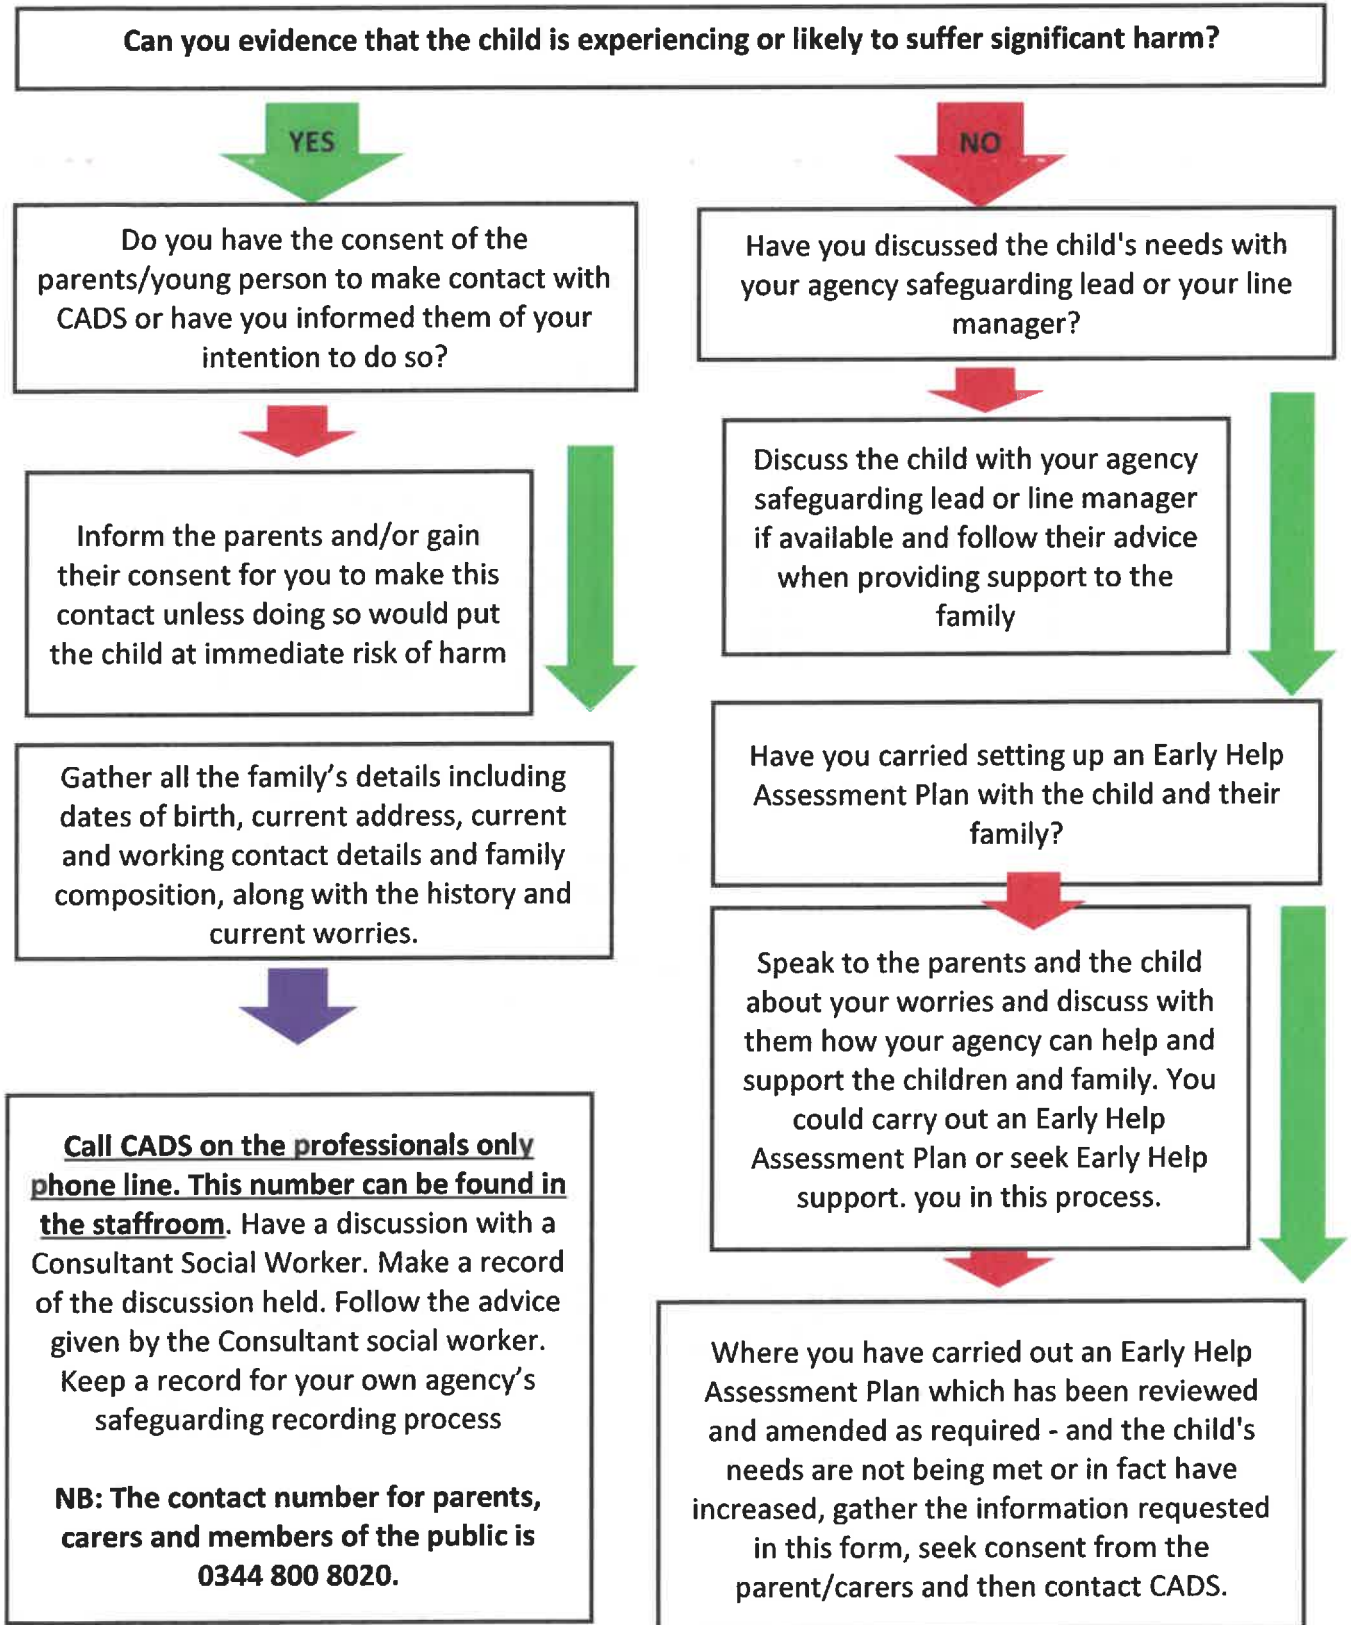 Can you evidence that the child is experiencing or likely to suffer significant harm?
YES
Do you have the consent of the
parents/young person to make contact with
CADS or have you informed them of your
intention to do so?
Inform the parents and/or gain
their consent for you to make this
contact unless doing so would put
the child at immediate risk of harm
Gather all the family’s details including
dates of birth, current address, current
and working contact details and family
composition, along with the history and
current worries.
Call CADS on the professionals only
phone line. This number can be found in
the staffroom. Have a discussion with a
Consultant Social Worker. Make a record
of the discussion held. Follow the advice
given by the Consultant social worker.
Keep a record for your own agency’s
safeguarding recording process
NB: The contact number for parents,
carers and members of the public is
0344 800 8020.
NO
Have you discussed the child's needs with
your agency safeguarding lead or your line
manager?
Discuss the child with your agency
safeguarding lead or line manager
if available and follow their advice
when providing support to the
family
Have you carried setting up an Early Help
Assessment Plan with the child and their
family?
Speak to the parents and the child
about your worries and discuss with
them how your agency can help and
support the children and family. You
could carry out an Early Help
Assessment Plan or seek Early Help
support. you in this process.
Where you have carried out an Early Help
Assessment Plan which has been reviewed
and amended as required - and the child's
needs are not being met or in fact have
increased, gather the information requested
in this form, seek consent from the
parent/carers and then contact CADS.